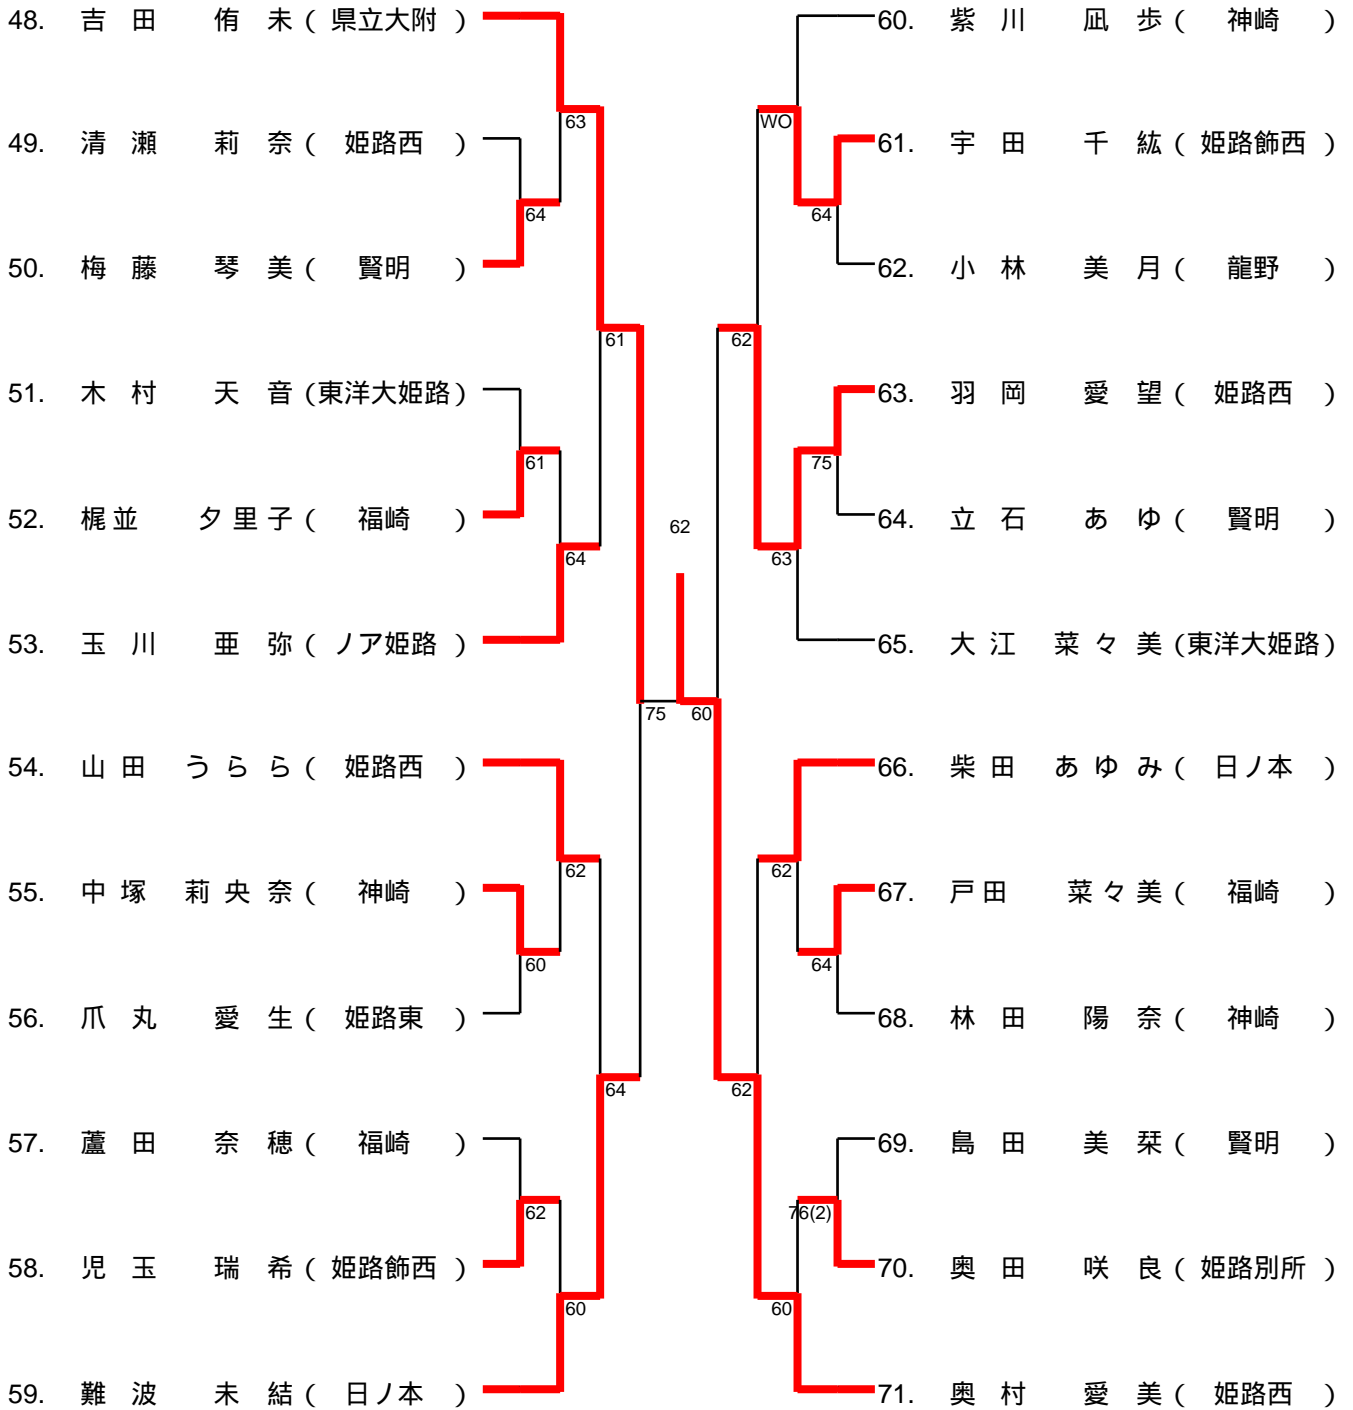 48. 吉田 侑未 ( 県立大附 )
63
49. 清瀬 莉奈 ( 姫路西 )
64
50. 梅藤 琴美 ( 賢明 )
61
51. 木村 天音 (東洋大姫路)
61
52. 梶並 夕里子 ( 福崎 )
64
53. 玉川 亜弥 ( ノア姫路 )
75
54. 山田 うらら ( 姫路西 )
62
55. 中塚 莉央奈 ( 神崎 )
60
56. 爪丸 愛生 ( 姫路東 )
64
57. 蘆田 奈穂 ( 福崎 )
62
58. 児玉 瑞希 ( 姫路飾西 )
60
59. 難波 未結 ( 日ノ本 )
62
60. 紫川 凪歩 ( 神崎 )
WO
61. 宇田 千紘 ( 姫路飾西 )
64
62. 小林 美月 ( 龍野 )
62
63. 羽岡 愛望 ( 姫路西 )
75
64. 立石 あゆ ( 賢明 )
63
65. 大江 菜々美 (東洋大姫路)
60
66. 柴田 あゆみ ( 日ノ本 )
62
67. 戸田 菜々美 ( 福崎 )
64
68. 林田 陽奈 ( 神崎 )
62
69. 島田 美栞 ( 賢明 )
76(2)
70. 奥田 咲良 ( 姫路別所 )
60
71. 奥村 愛美 ( 姫路西 )